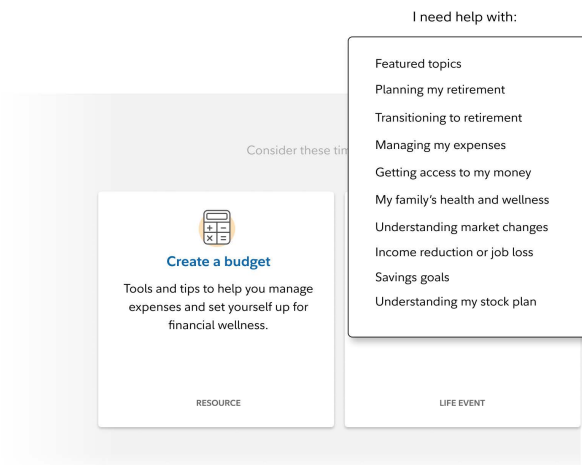 I need help with:
Featured topics
Planning my retirement
Transitioning to retirement
Managing my expenses
Getting access to my money
My family's health and wellness
Understanding market changes
Income reduction or job loss
Savings goals
Understanding my stock plan
Consider these
Create a budget
Tools and tips to help you manage
expenses and set yourself up for
financial wellness.
RESOURCE
LIFE EVENT